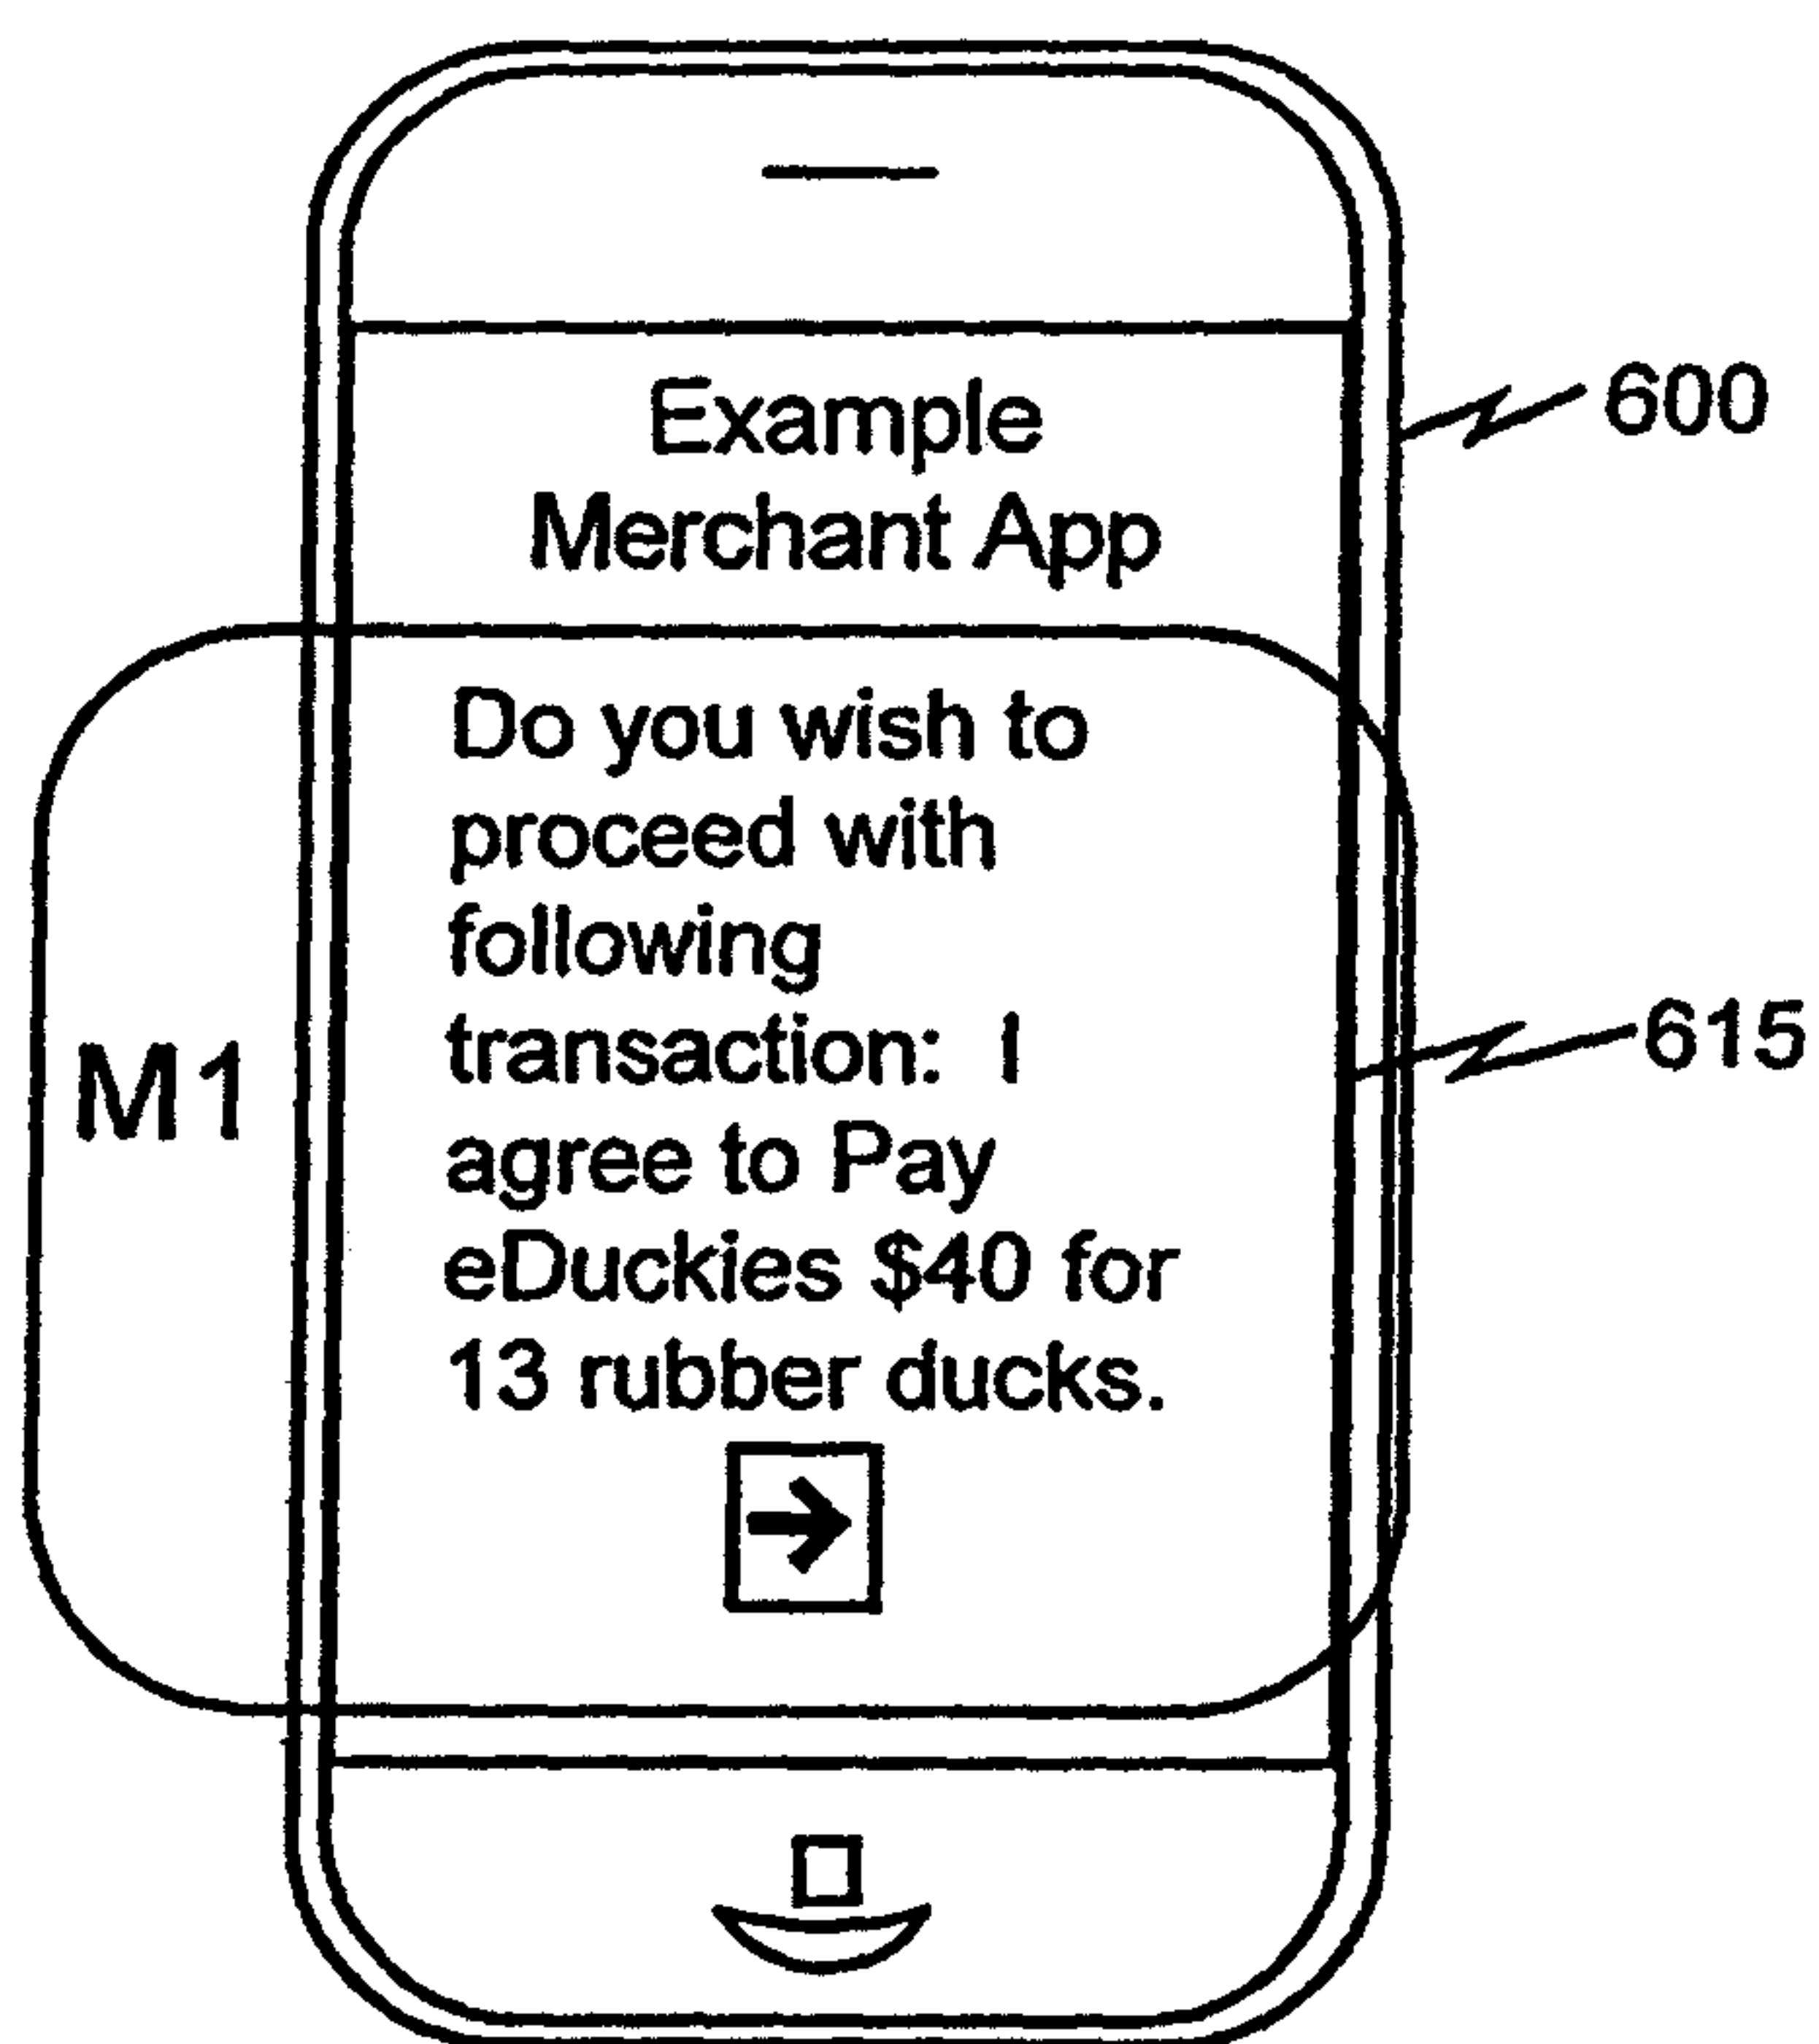 Example
Merchant App
600
Do you wish to
proceed with
following
transaction: I
agree to Pay
eDuckies $40 for
13 rubber ducks.
M1
615